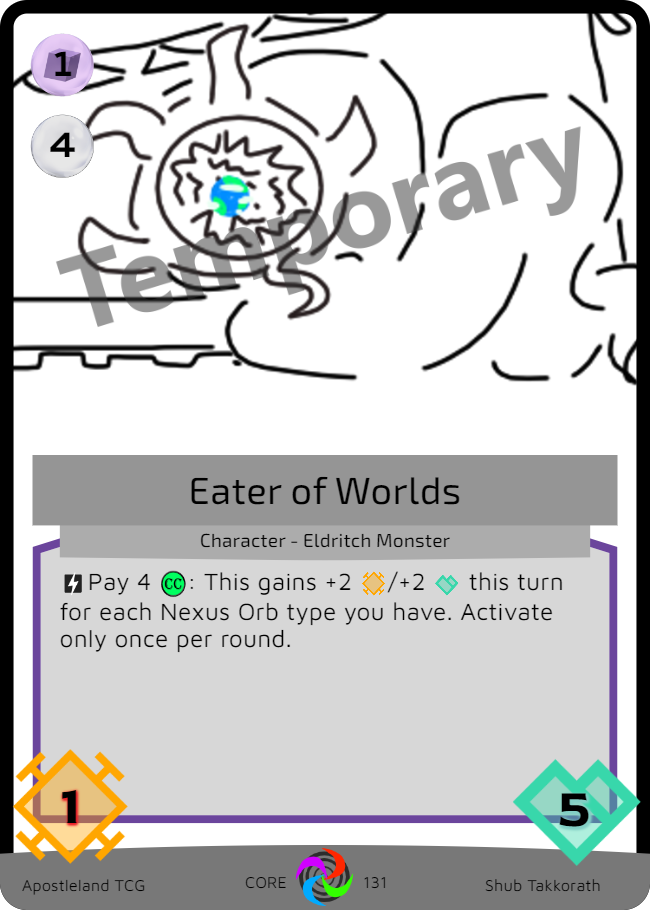 1
4
Temporary
Eater of Worlds
Character - Eldritch Monster
Pay 4 CC: This gains +2 /+2 this turn
for each Nexus Orb type you have. Activate
only once per round.
1
5
Apostleland TCG
CORE
131
Shub Takkorath